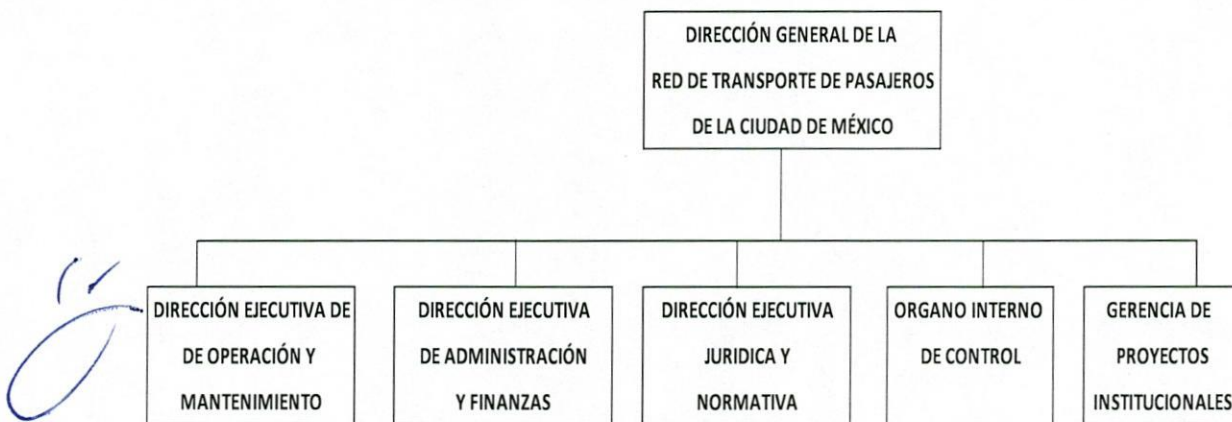 DIRECCIÓN GENERAL DE LA
RED DE TRANSPORTE DE PASAJEROS
DE LA CIUDAD DE MÉXICO
DIRECCIÓN EJECUTIVA DE
DE OPERACIÓN Y
MANTENIMIENTO
DIRECCIÓN EJECUTIVA
DE ADMINISTRACIÓN
Y FINANZAS
DIRECCIÓN EJECUTIVA
JURIDICA Y
NORMATIVA
ORGANO INTERNO
DE CONTROL
GERENCIA DE
PROYECTOS
INSTITUCIONALES